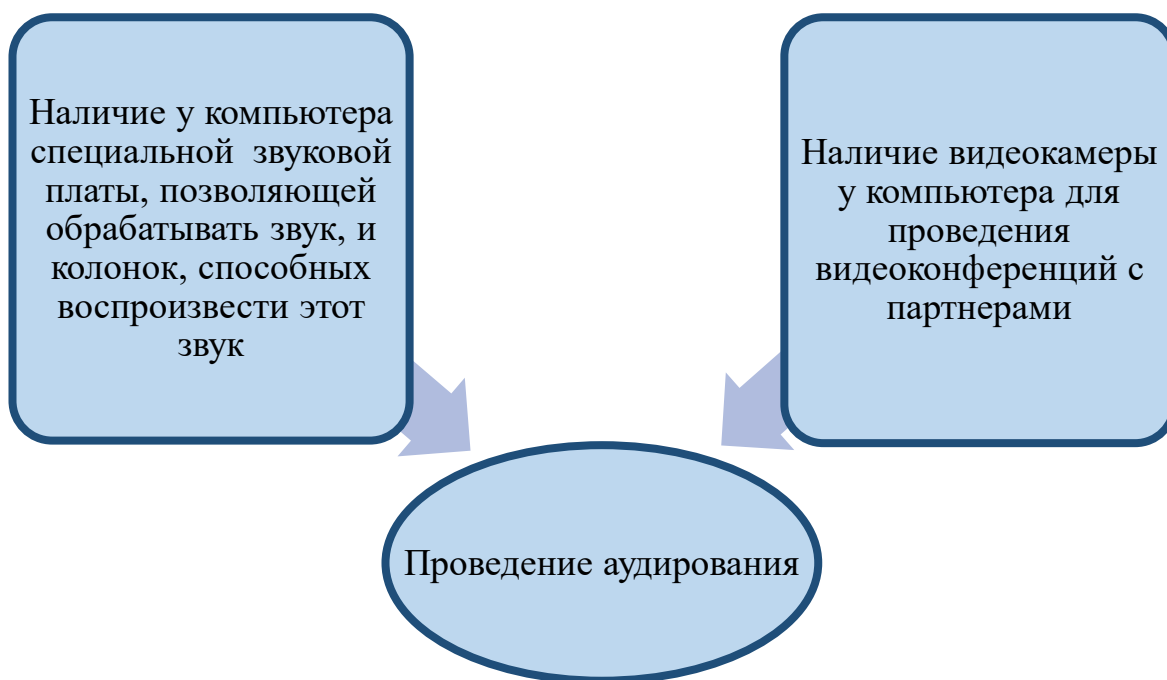 Наличие у компьютера
специальной звуковой
платы, позволяющей
обрабатывать звук, и
колонок, способных
воспроизвести этот
звук
Наличие видеокамеры
у компьютера для
проведения
видеоконференций с
партнерами
Проведение аудирования